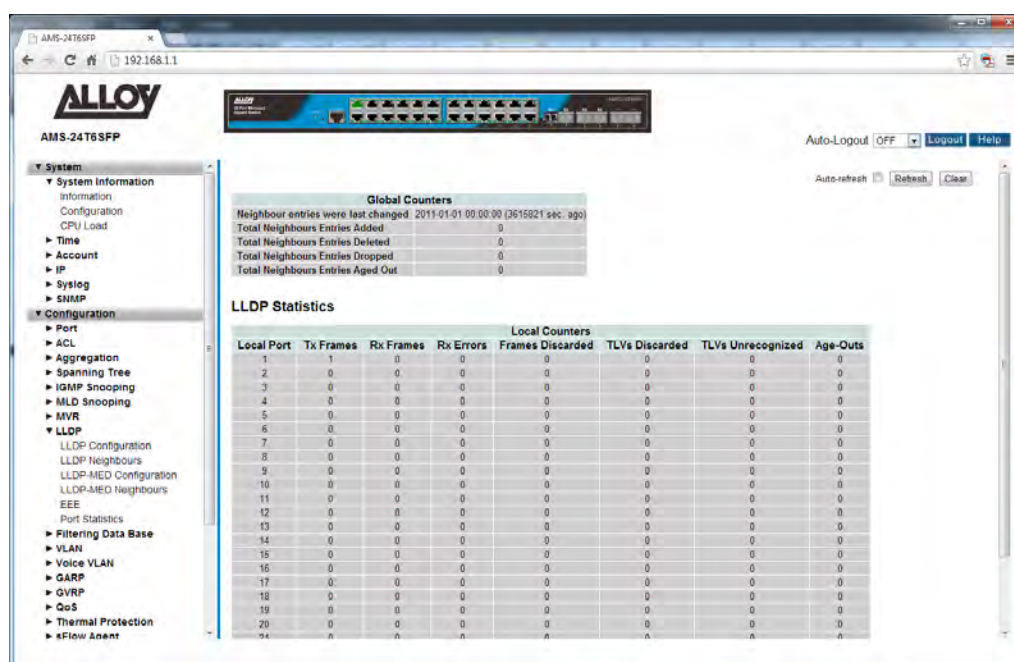 AMS-24T6SFP
192.168.1.1
ALLOY
AMS-24T6SFP
ALLOY
Auto-Logout OFF Logout Help
Auto-refresh Refresh Clear
▼ System
▼ System Information
Information
Configuration
CPU Load
► Time
► Account
► IP
► Syslog
► SNMP
▼ Configuration
► Port
► ACL
► Aggregation
► Spanning Tree
► IGMP Snooping
► MLD Snooping
► MVR
▼ LLDP
LLDP Configuration
LLDP Neighbours
LLDP-MED Configuration
LLDP-MED Neighbours
EEE
Port Statistics
► Filtering Data Base
► VLAN
► Voice VLAN
► GARP
► GVRP
► QoS
► Thermal Protection
► sFlow Agent
Global Counters
Neighbour entries were last changed 2011-01-01 00:00:00 (3615821 sec. ago)
Total Neighbours Entries Added 0
Total Neighbours Entries Deleted 0
Total Neighbours Entries Dropped 0
Total Neighbours Entries Aged Out 0
LLDP Statistics
Local Counters
Local Port Tx Frames Rx Frames Rx Errors Frames Discarded TLVs Discarded TLVs Unrecognized Age-Outs
1 1 0 0 0 0 0 0
2 0 0 0 0 0 0 0
3 0 0 0 0 0 0 0
4 0 0 0 0 0 0 0
5 0 0 0 0 0 0 0
6 0 0 0 0 0 0 0
7 0 0 0 0 0 0 0
8 0 0 0 0 0 0 0
9 0 0 0 0 0 0 0
10 0 0 0 0 0 0 0
11 0 0 0 0 0 0 0
12 0 0 0 0 0 0 0
13 0 0 0 0 0 0 0
14 0 0 0 0 0 0 0
15 0 0 0 0 0 0 0
16 0 0 0 0 0 0 0
17 0 0 0 0 0 0 0
18 0 0 0 0 0 0 0
19 0 0 0 0 0 0 0
20 0 0 0 0 0 0 0
21 0 0 0 0 0 0 0